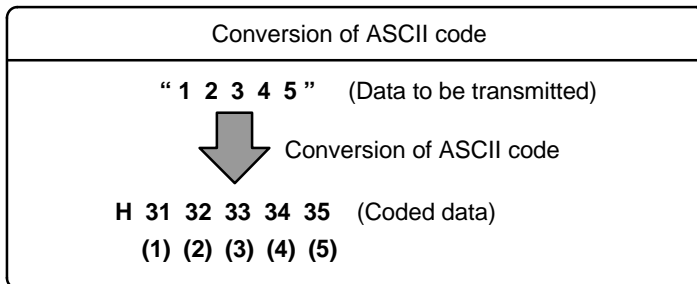 Conversion of ASCII code
“ 1 2 3 4 5 ” (Data to be transmitted)
Conversion of ASCII code
H 31 32 33 34 35 (Coded data)
(1) (2) (3) (4) (5)